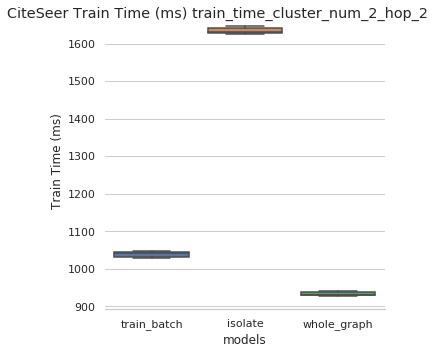 CiteSeer Train Time (ms) train_time_cluster_num_2_hop_2
1600
1500
1400
1300
1200
1100
1000
900
Train Time (ms)
train_batch isolate whole_graph
models